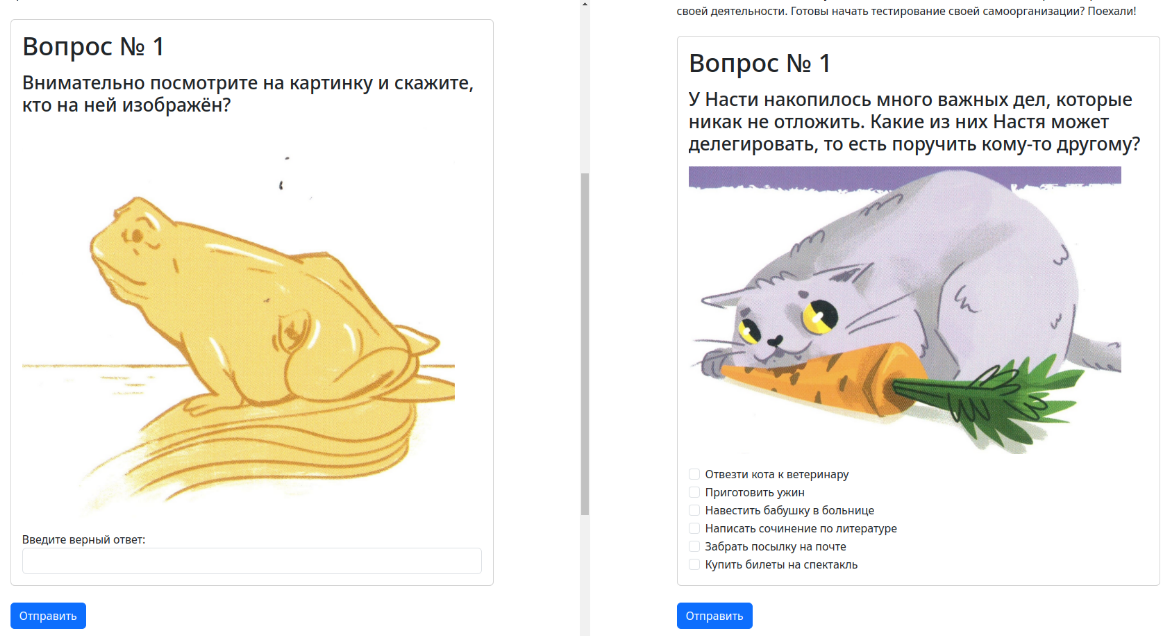 Вопрос № 1
Внимательно посмотрите на картинку и скажите,
кто на ней изображён?
Введите верный ответ:
Отправить
своей деятельности. Готовы начать тестирование своей самоорганизации? Поехали!
Вопрос № 1
У Насти накопилось много важных дел, которые
никак не отложить. Какие из них Настя может
делегировать, то есть поручить кому-то другому?
Отвезти кота к ветеринару
Приготовить ужин
Навестить бабушку в больнице
Написать сочинение по литературе
Забрать посылку на почте
Купить билеты на спектакль
Отправить